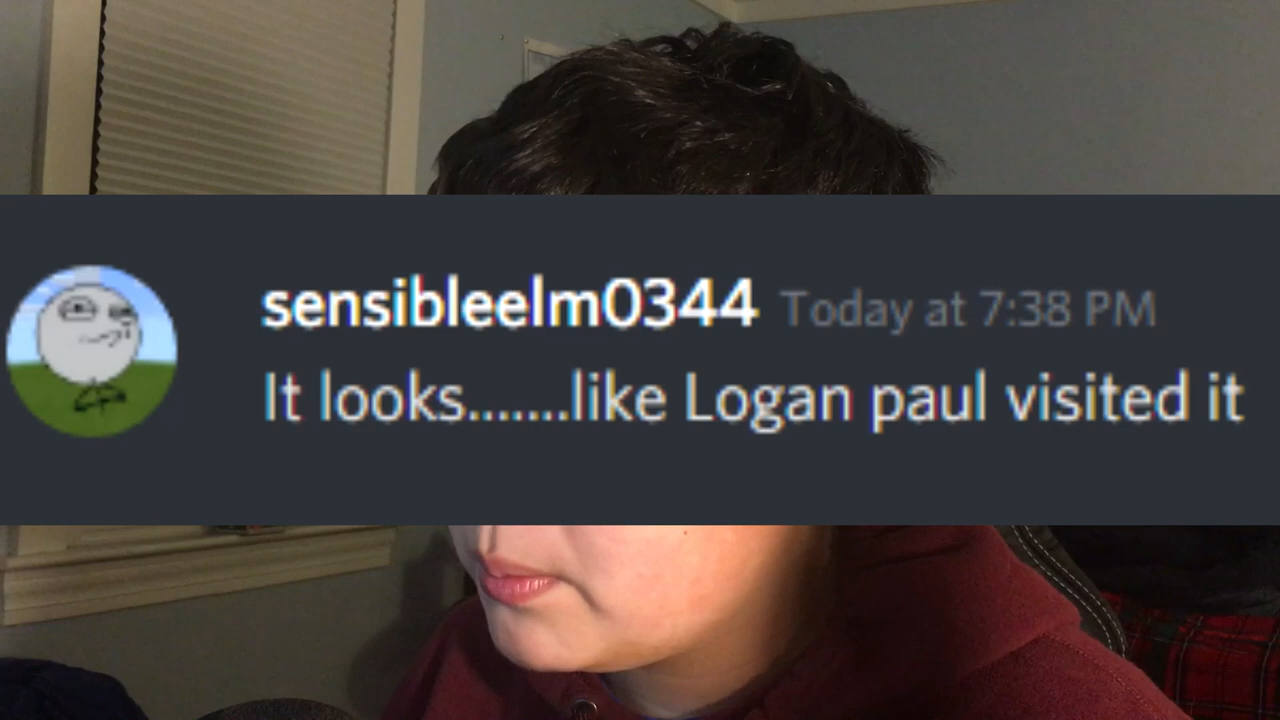 sensibleelm0344 Today at 7:38 PM
It looks.......like Logan paul visited it